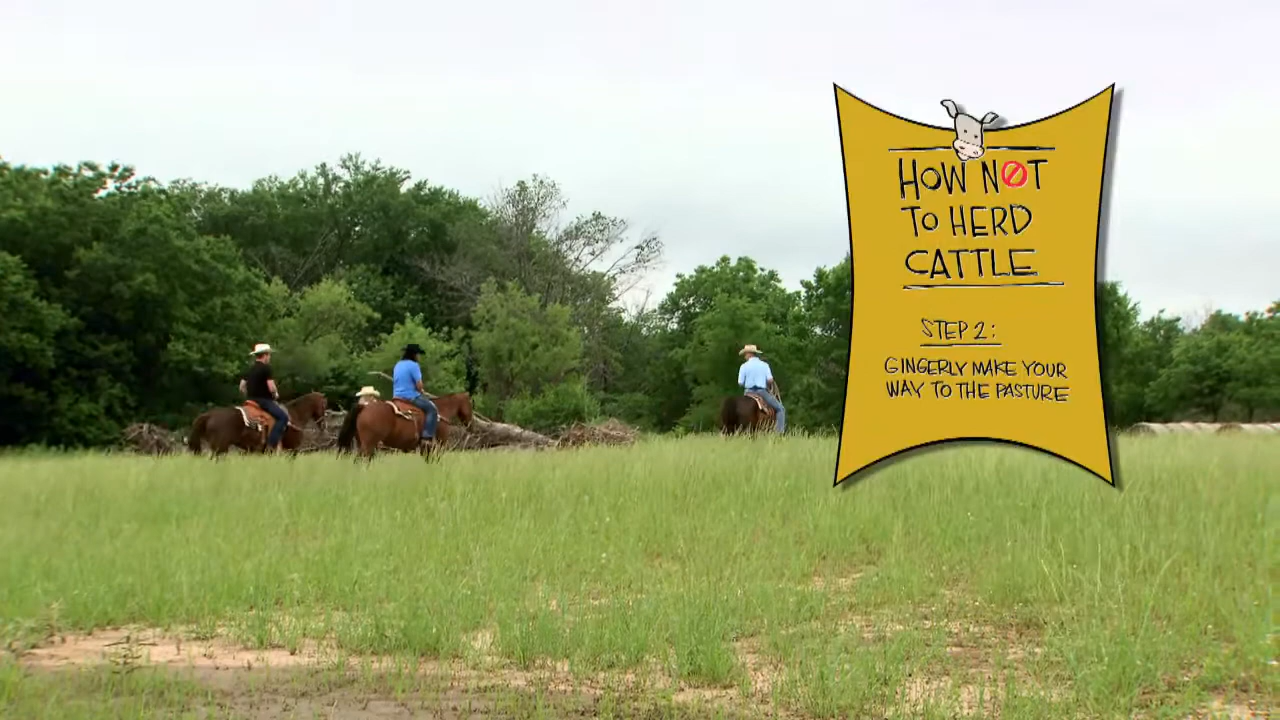 HOW NOT
TO HERD
CATTLE
STEP 2:
GINGERLY MAKE YOUR
WAY TO THE PASTURE